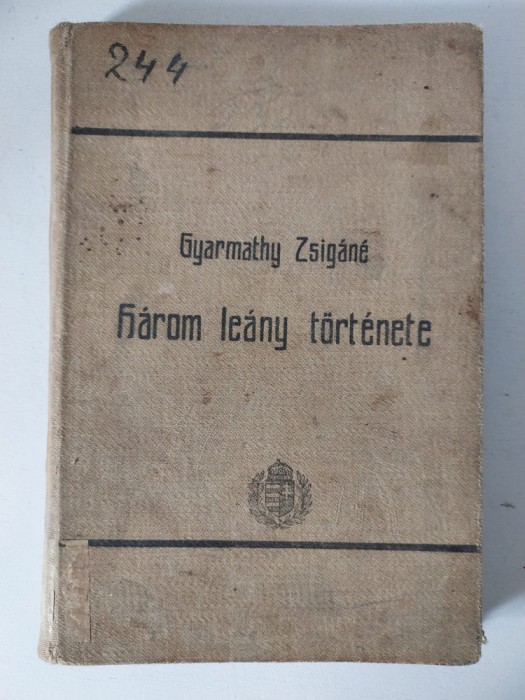 244
Gyarmathy Zsigáné
Három leány története